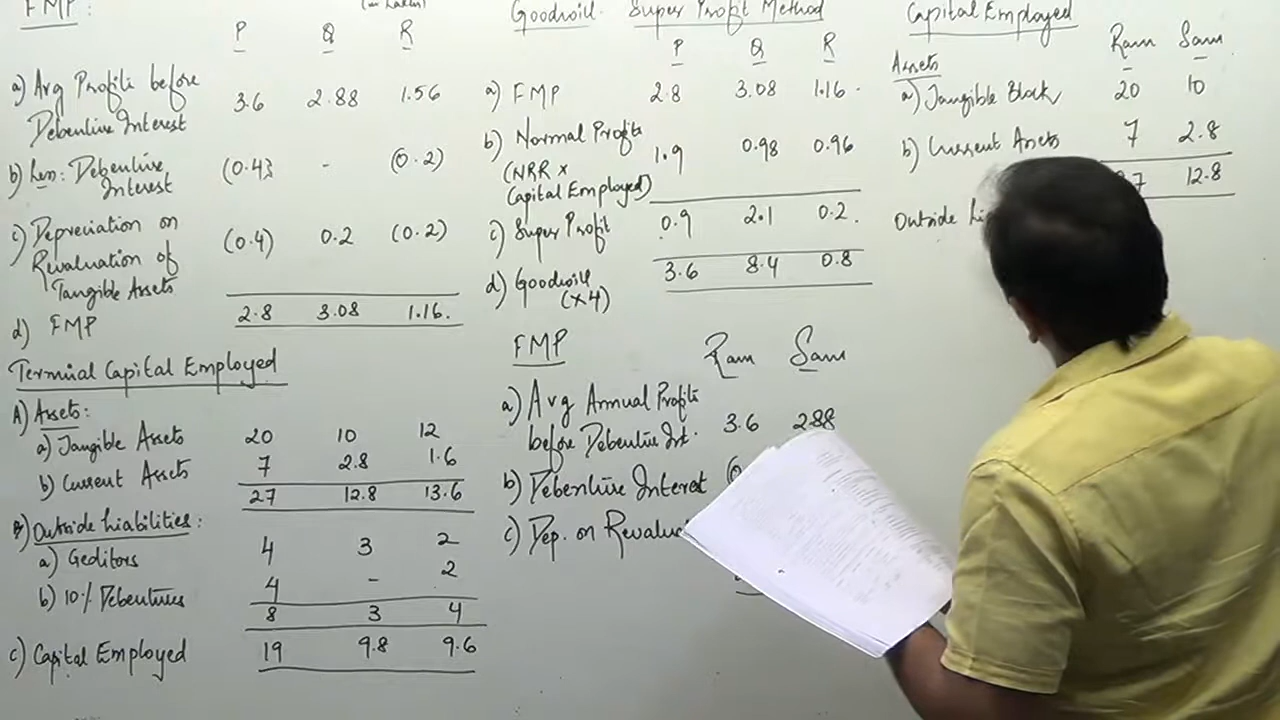 FMP:
(in Lakhs)
P Q R
a) Avg Profits before 3.6 2.88 1.56
Debenture Interest
b) Less: Debenture (0.4) - (0.2)
Interest
c) Depreciation on (0.4) 0.2 (0.2)
Revaluation of
Tangible Assets
d) FMP 2.8 3.08 1.16.
Terminal Capital Employed
A) Assets:
a) Tangible Assets 20 10 12
b) Current Assets 7 2.8 1.6
27 12.8 13.6
B) Outside Liabilities:
a) Creditors 4 3 2
b) 10% Debentures 4 - 2
8 3 4
c) Capital Employed 19 9.8 9.6
Goodwill Super Profit Method
P Q R
a) FMP 2.8 3.08 1.16.
b) Normal Profits 1.9 0.98 0.96
(NRR x
Capital Employed)
c) Super Profit 0.9 2.1 0.2.
d) Goodwill 3.6 8.4 0.8
(x4)
FMP Ram Sam
a) Avg Annual Profits
before Debenture Int. 3.6 2.88
b) Debenture Interest
c) Dep. on
Capital Employed
Ram Sam
Assets
a) Tangible Block 20 10
b) Current Assets 7 2.8
7 12.8
Outside